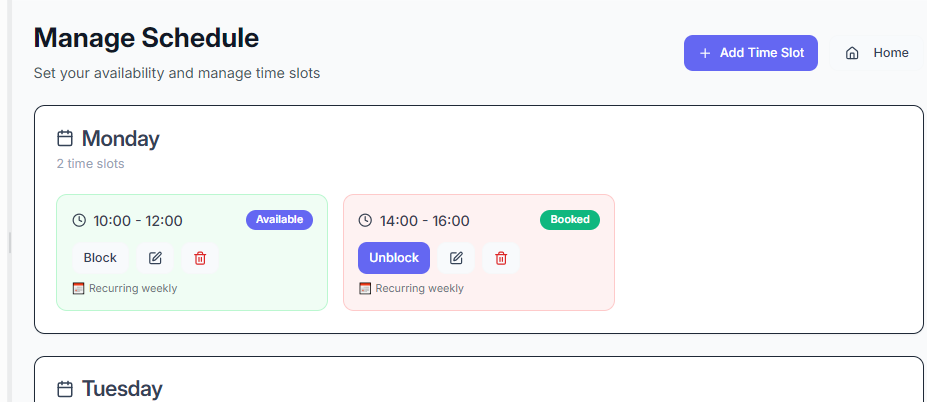 Manage Schedule
Set your availability and manage time slots
+ Add Time Slot
Home
Monday
2 time slots
10:00 - 12:00 Available
Block
Recurring weekly
14:00 - 16:00 Booked
Unblock
Recurring weekly
Tuesday